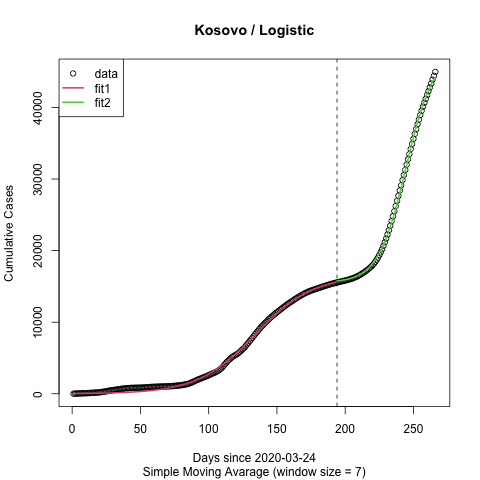 Kosovo / Logistic
data
fit1
fit2
Cumulative Cases
0
10000
20000
30000
40000
0
50
100
150
200
250
Days since 2020-03-24
Simple Moving Avarage (window size = 7)